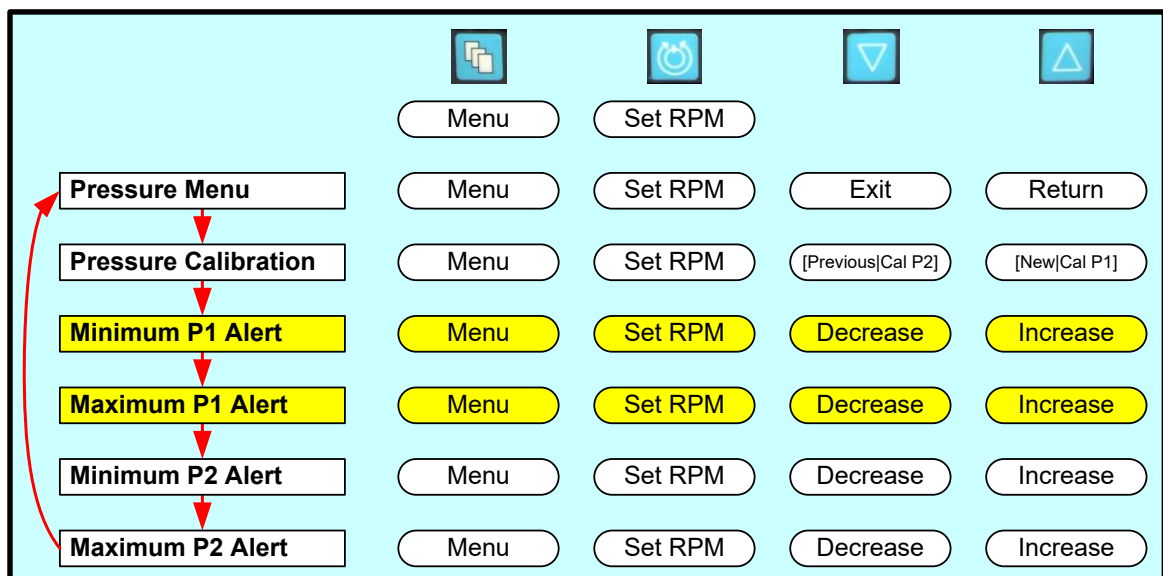 Menu Set RPM
Pressure Menu Menu Set RPM Exit Return
Pressure Calibration Menu Set RPM [Previous|Cal P2] [New|Cal P1]
Minimum P1 Alert Menu Set RPM Decrease Increase
Maximum P1 Alert Menu Set RPM Decrease Increase
Minimum P2 Alert Menu Set RPM Decrease Increase
Maximum P2 Alert Menu Set RPM Decrease Increase